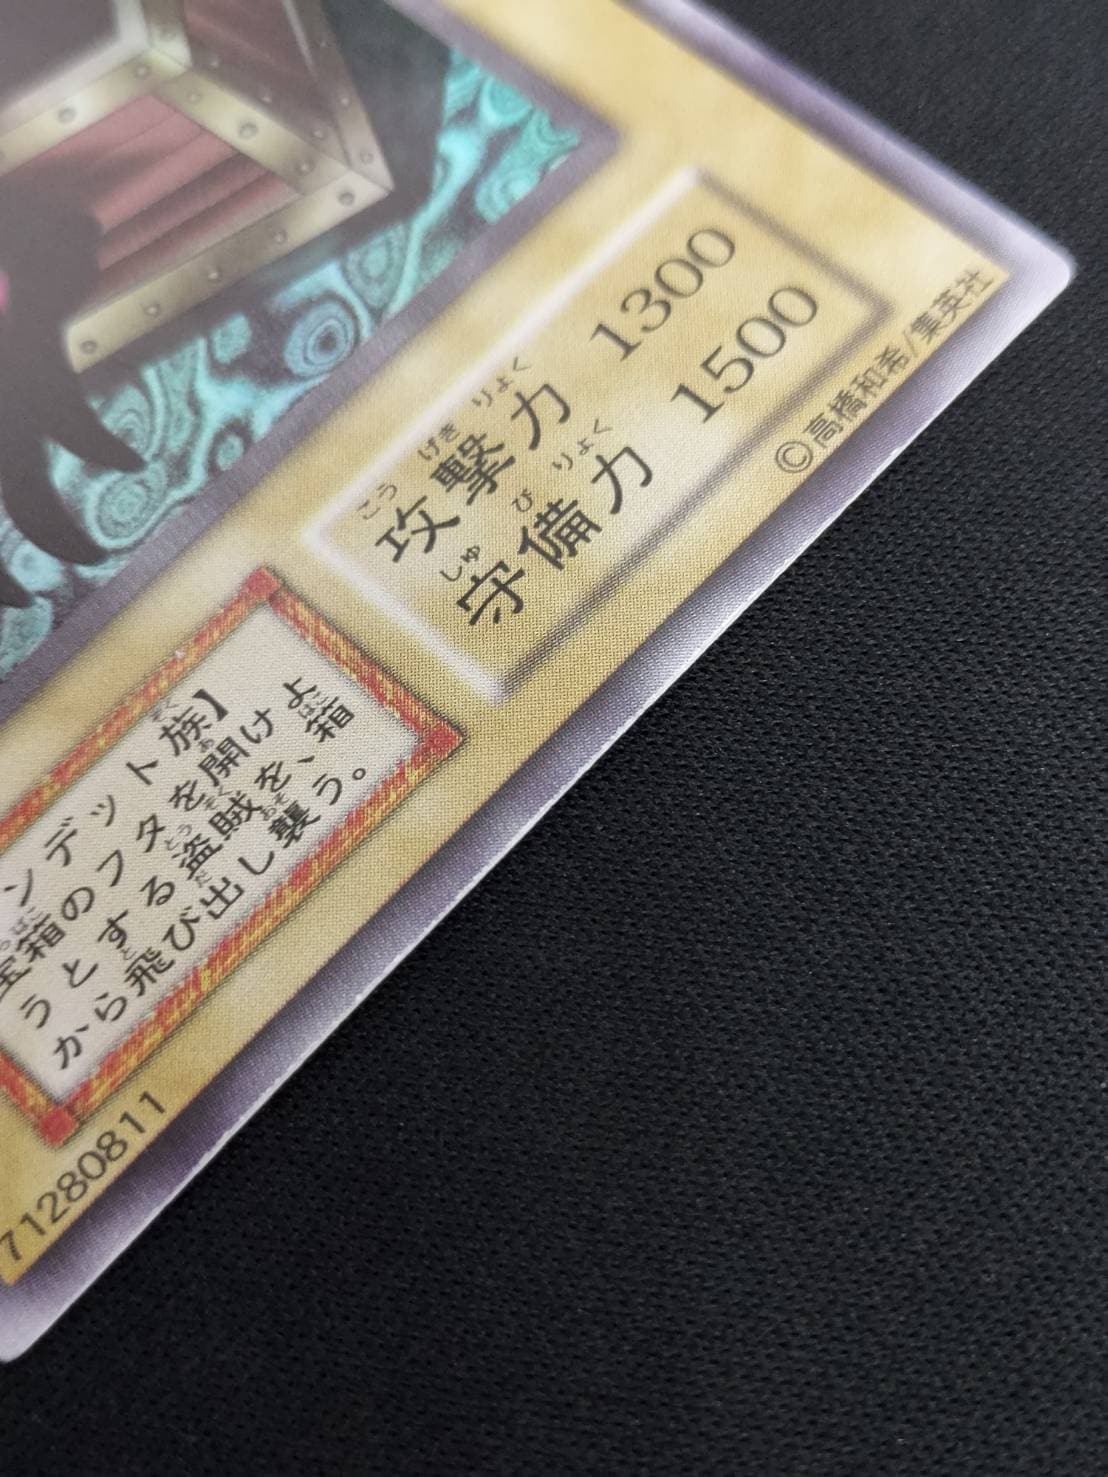 攻撃力 1300
守備力 1500
©高橋和希/集英社
ンデット族】
宝箱のフタを開けよ
うとする盗賊を、箱
から飛び出し襲う。
71280811